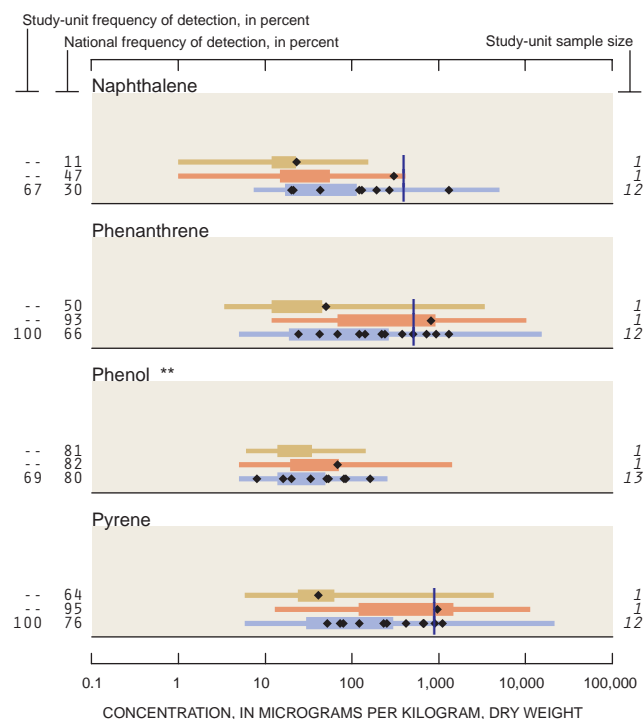 Study-unit frequency of detection, in percent
National frequency of detection, in percent
Study-unit sample size
Naphthalene
-- 11 1
-- 47 1
67 30 12
Phenanthrene
-- 50 1
-- 93 1
100 66 12
Phenol **
-- 81 1
-- 82 1
69 80 13
Pyrene
-- 64 1
-- 95 1
100 76 12
0.1 1 10 100 1,000 10,000 100,000
CONCENTRATION, IN MICROGRAMS PER KILOGRAM, DRY WEIGHT